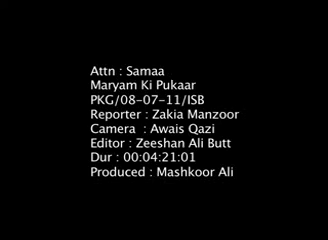 Attn : Samaa
Maryam Ki Pukaar
PKG/08-07-11/ISB
Reporter : Zakia Manzoor
Camera  : Awais Qazi
Editor : Zeeshan Ali Butt
Dur : 00:04:21:01
Produced : Mashkoor Ali